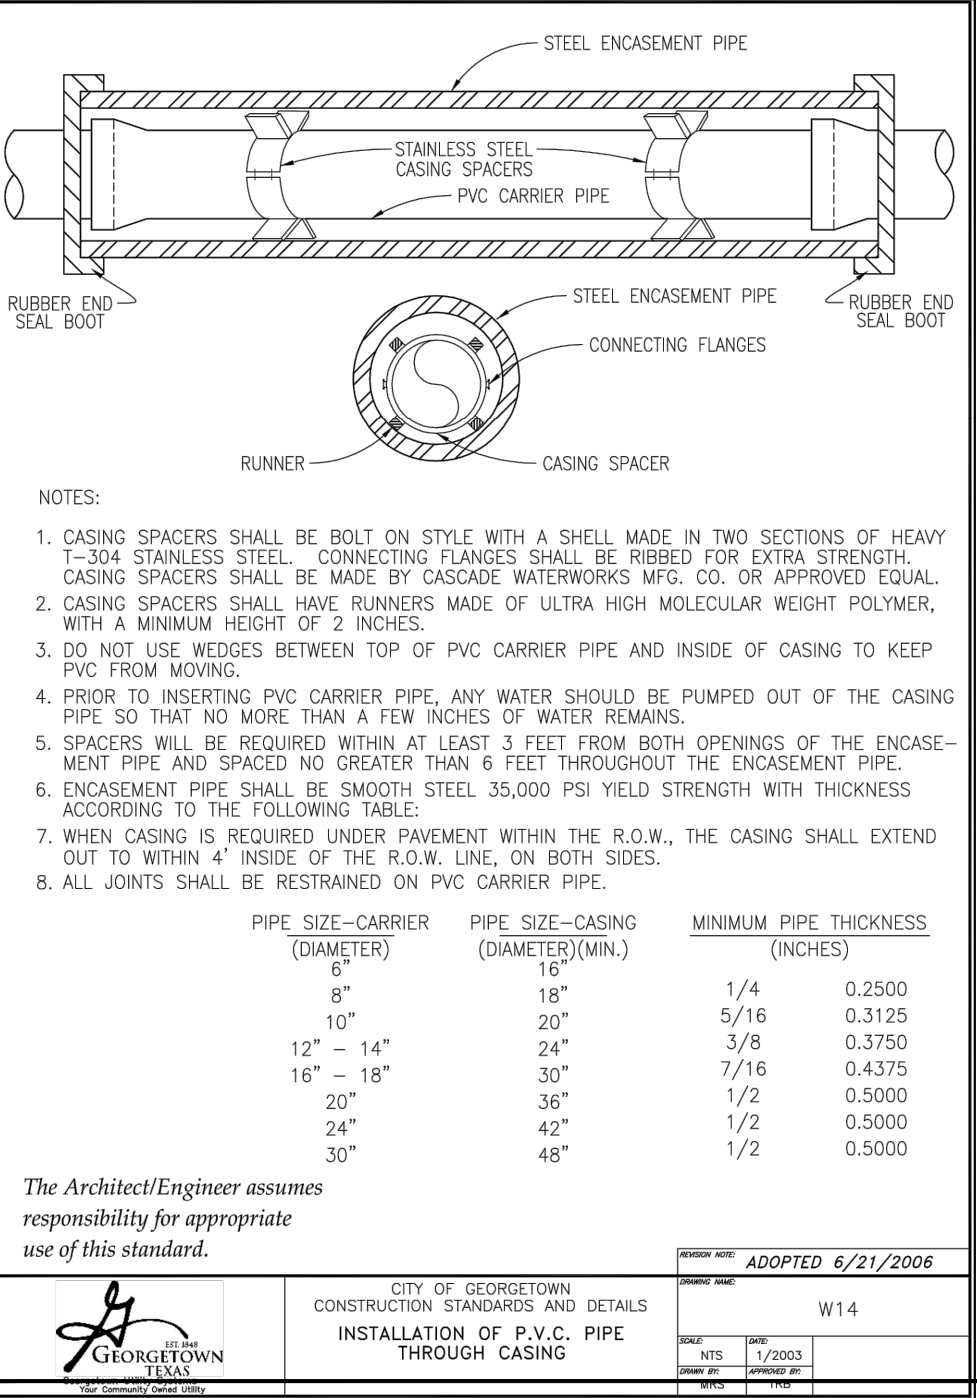 STEEL ENCASEMENT PIPE
STAINLESS STEEL
CASING SPACERS
PVC CARRIER PIPE
RUBBER END
SEAL BOOT
STEEL ENCASEMENT PIPE
RUBBER END
SEAL BOOT
CONNECTING FLANGES
RUNNER
CASING SPACER
NOTES:
1. CASING SPACERS SHALL BE BOLT ON STYLE WITH A SHELL MADE IN TWO SECTIONS OF HEAVY
T-304 STAINLESS STEEL. CONNECTING FLANGES SHALL BE RIBBED FOR EXTRA STRENGTH.
CASING SPACERS SHALL BE MADE BY CASCADE WATERWORKS MFG. CO. OR APPROVED EQUAL.
2. CASING SPACERS SHALL HAVE RUNNERS MADE OF ULTRA HIGH MOLECULAR WEIGHT POLYMER,
WITH A MINIMUM HEIGHT OF 2 INCHES.
3. DO NOT USE WEDGES BETWEEN TOP OF PVC CARRIER PIPE AND INSIDE OF CASING TO KEEP
PVC FROM MOVING.
4. PRIOR TO INSERTING PVC CARRIER PIPE, ANY WATER SHOULD BE PUMPED OUT OF THE CASING
PIPE SO THAT NO MORE THAN A FEW INCHES OF WATER REMAINS.
5. SPACERS WILL BE REQUIRED WITHIN AT LEAST 3 FEET FROM BOTH OPENINGS OF THE ENCASE-
MENT PIPE AND SPACED NO GREATER THAN 6 FEET THROUGHOUT THE ENCASEMENT PIPE.
6. ENCASEMENT PIPE SHALL BE SMOOTH STEEL 35,000 PSI YIELD STRENGTH WITH THICKNESS
ACCORDING TO THE FOLLOWING TABLE:
7. WHEN CASING IS REQUIRED UNDER PAVEMENT WITHIN THE R.O.W., THE CASING SHALL EXTEND
OUT TO WITHIN 4' INSIDE OF THE R.O.W. LINE, ON BOTH SIDES.
8. ALL JOINTS SHALL BE RESTRAINED ON PVC CARRIER PIPE.
PIPE SIZE-CARRIER PIPE SIZE-CASING MINIMUM PIPE THICKNESS
(DIAMETER) (DIAMETER)(MIN.) (INCHES)
6" 16"
8" 18" 1/4 0.2500
10" 20" 5/16 0.3125
12" - 14" 24" 3/8 0.3750
16" - 18" 30" 7/16 0.4375
20" 36" 1/2 0.5000
24" 42" 1/2 0.5000
30" 48" 1/2 0.5000
The Architect/Engineer assumes
responsibility for appropriate
use of this standard.
REVISION NOTE: ADOPTED 6/21/2006
EST. 1848
GEORGETOWN
TEXAS
Georgetown Utility Systems
Your Community Owned Utility
CITY OF GEORGETOWN
CONSTRUCTION STANDARDS AND DETAILS
INSTALLATION OF P.V.C. PIPE
THROUGH CASING
DRAWING NAME:
W14
SCALE: NTS
DATE: 1/2003
DRAWN BY: MRS
APPROVED BY: TRB